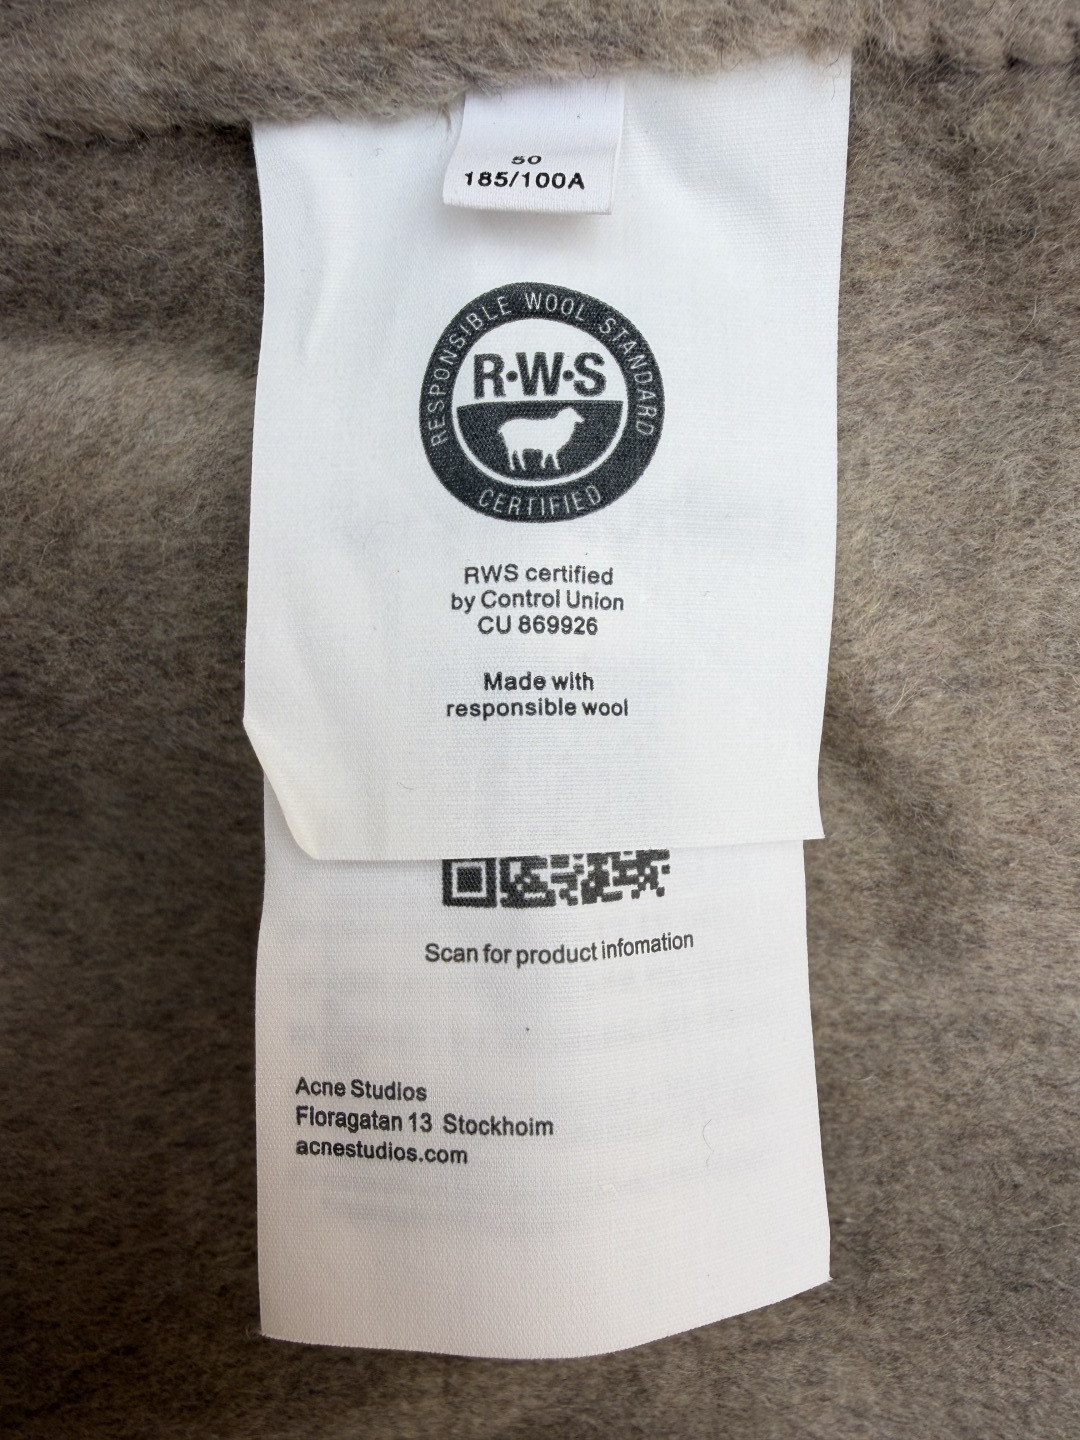 50
185/100A
RESPONSIBLE WOOL STANDARD
R·W·S
CERTIFIED
RWS certified
by Control Union
CU 869926
Made with
responsible wool
Scan for product infomation
Acne Studios
Floragatan 13 Stockhoim
acnestudios.com